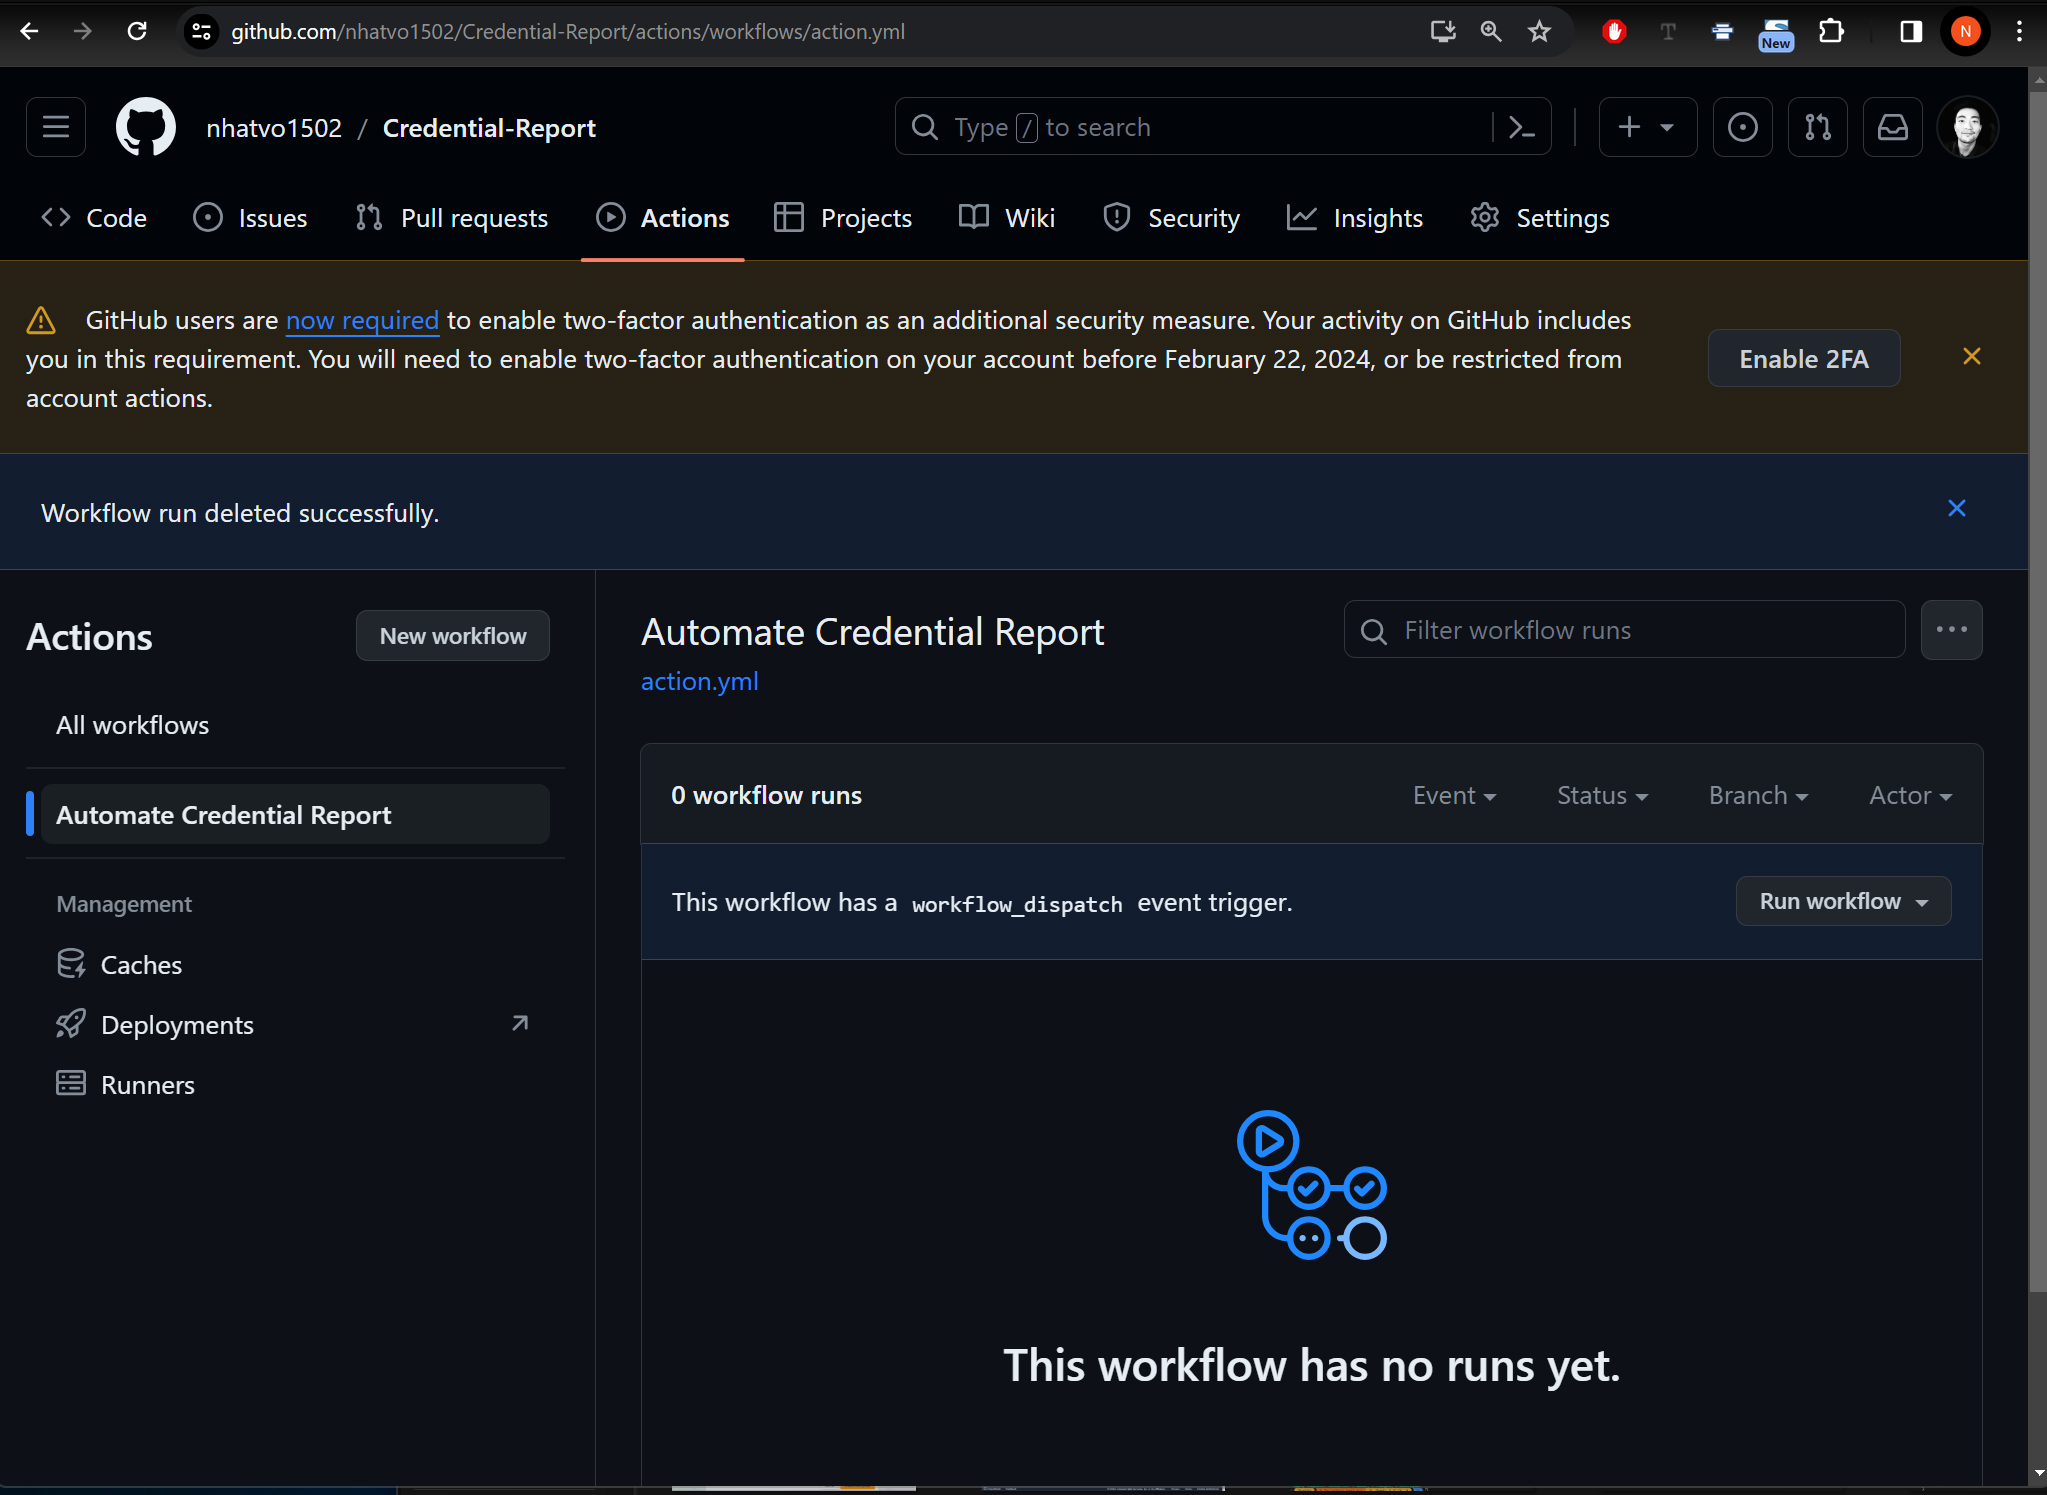 github.com/nhatvo1502/Credential-Report/actions/workflows/action.yml
New
N
nhatvo1502 / Credential-Report
Type / to search
Code Issues Pull requests Actions Projects Wiki Security Insights Settings
GitHub users are now required to enable two-factor authentication as an additional security measure. Your activity on GitHub includes
you in this requirement. You will need to enable two-factor authentication on your account before February 22, 2024, or be restricted from
account actions.
Enable 2FA
Workflow run deleted successfully.
Actions
New workflow
All workflows
Automate Credential Report
Management
Caches
Deployments
Runners
Automate Credential Report
action.yml
Filter workflow runs
0 workflow runs
Event Status Branch Actor
This workflow has a workflow_dispatch event trigger.
Run workflow
This workflow has no runs yet.